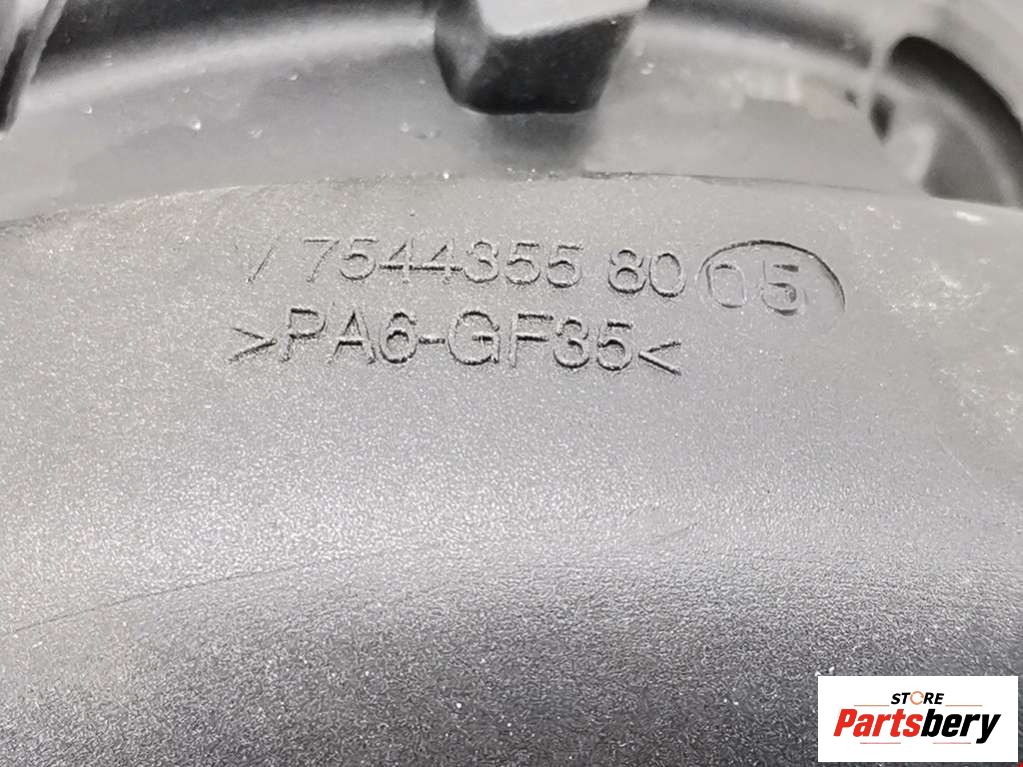 V 7544355 80 05
>PA6-GF35<
STORE
Partsbery